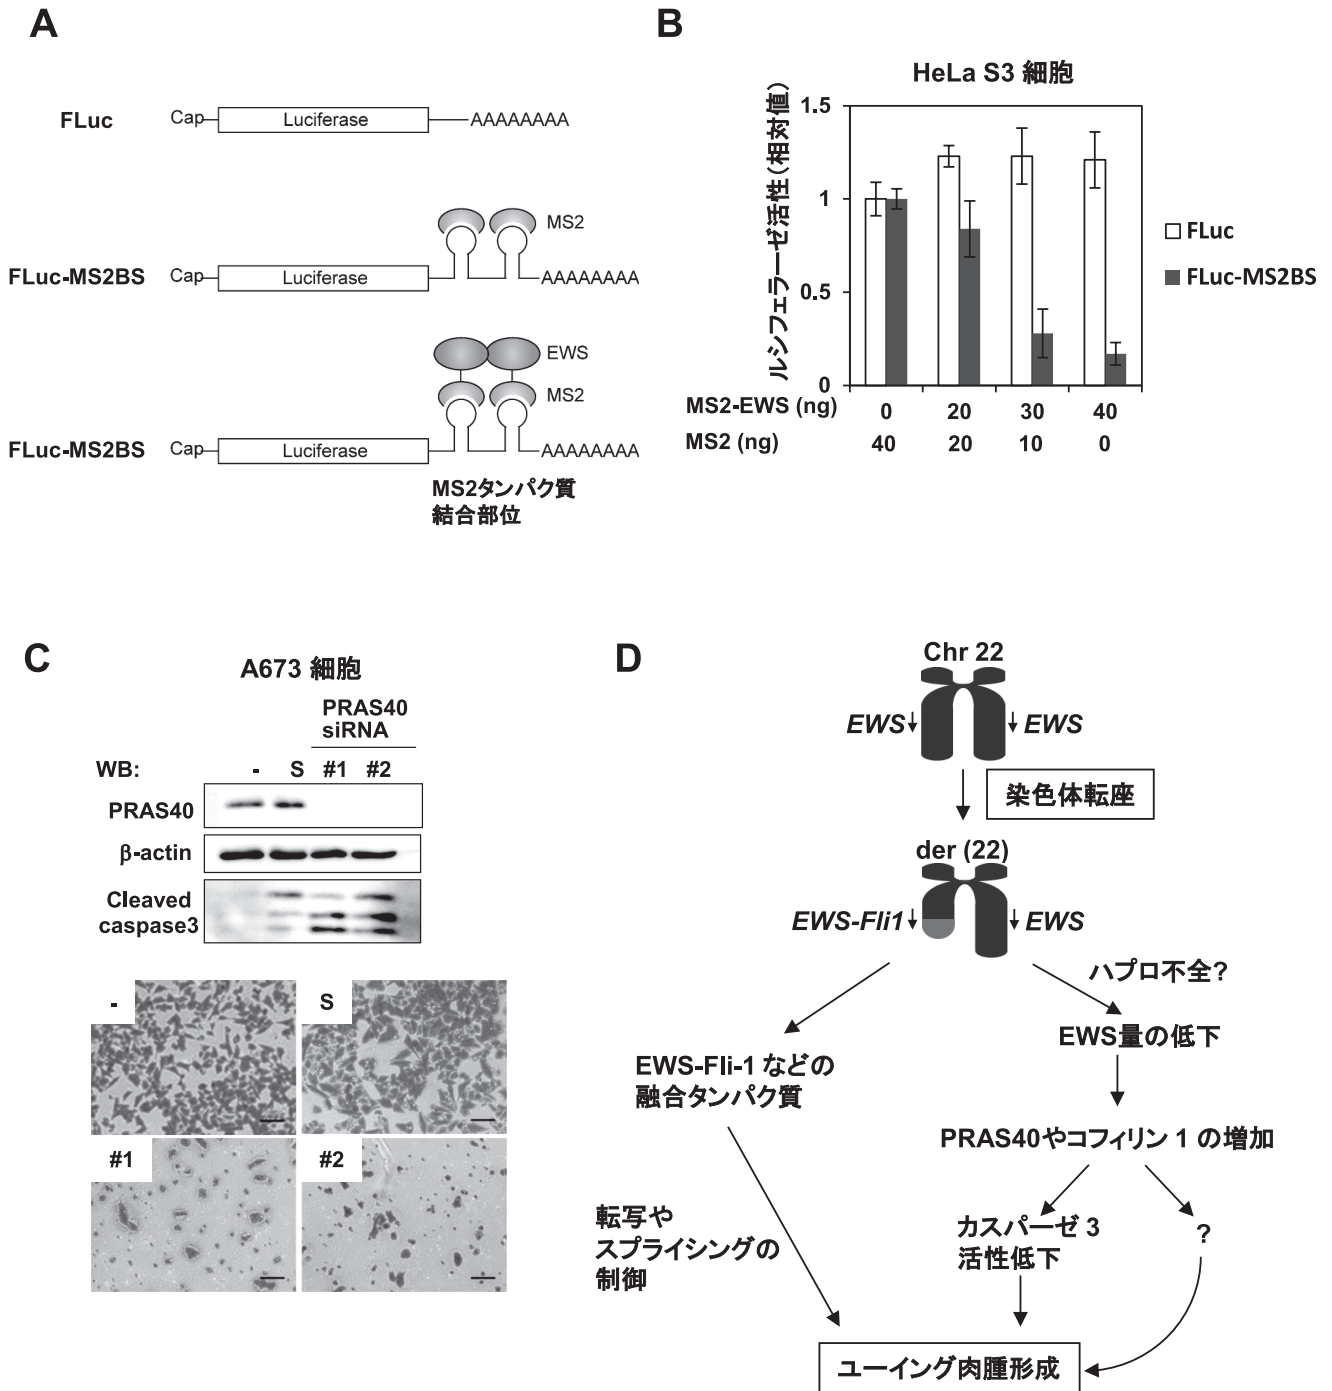 A
FLuc
Cap
Luciferase
AAAAAAAA
MS2
FLuc-MS2BS
Cap
Luciferase
AAAAAAAA
EWS
MS2
FLuc-MS2BS
Cap
Luciferase
AAAAAAAA
MS2タンパク質
結合部位
B
HeLa S3 細胞
ルシフェラーゼ活性(相対値)
1.5
1
0.5
0
FLuc
FLuc-MS2BS
MS2-EWS (ng)
0 20 30 40
MS2 (ng)
40 20 10 0
C
A673 細胞
PRAS40
siRNA
WB: - S #1 #2
PRAS40
β-actin
Cleaved
caspase3
-
S
#1
#2
D
Chr 22
EWS
EWS
染色体転座
der (22)
EWS-Fli1
EWS
ハプロ不全?
EWS量の低下
EWS-Fli-1 などの
融合タンパク質
PRAS40やコフィリン 1 の増加
転写や
スプライシングの
制御
カスパーゼ 3
活性低下
?
ユーイング肉腫形成